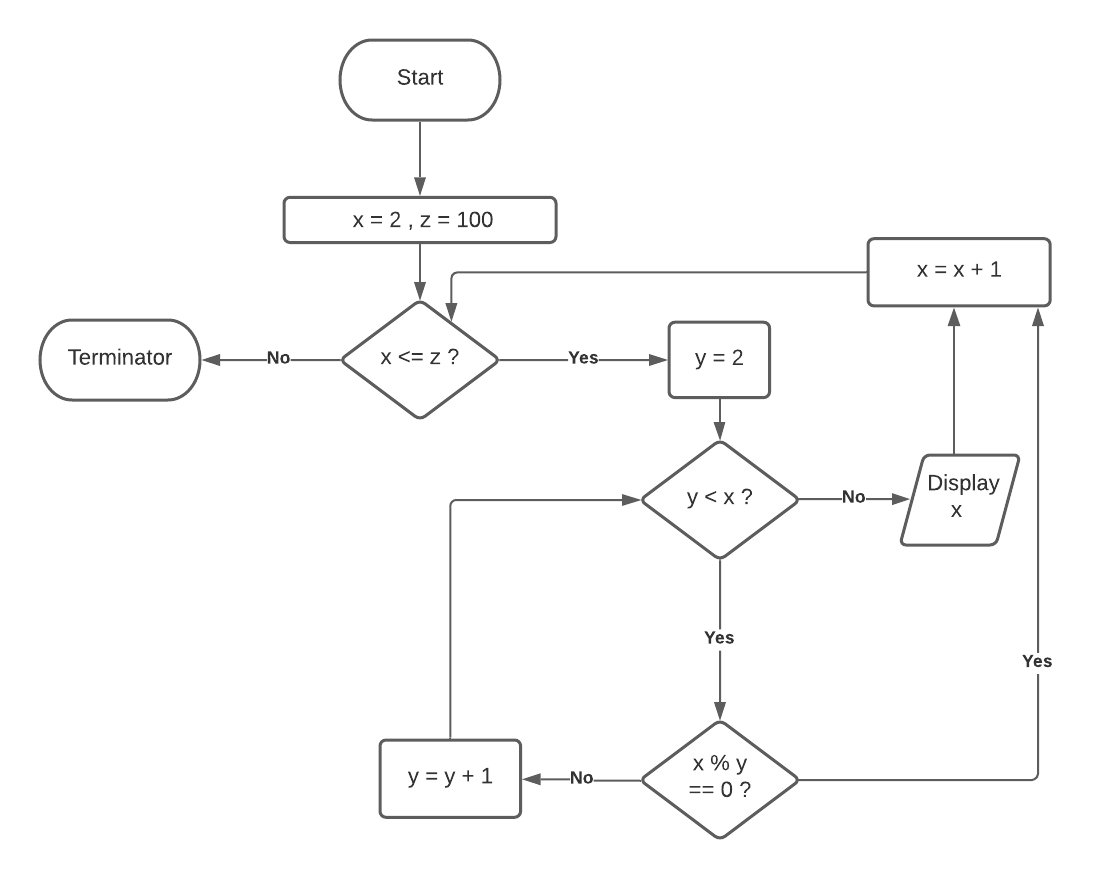 Start
x = 2 , z = 100
x = x + 1
Terminator
No
x <= z ?
Yes
y = 2
y < x ?
No
Display
x
Yes
Yes
y = y + 1
No
x % y
== 0 ?